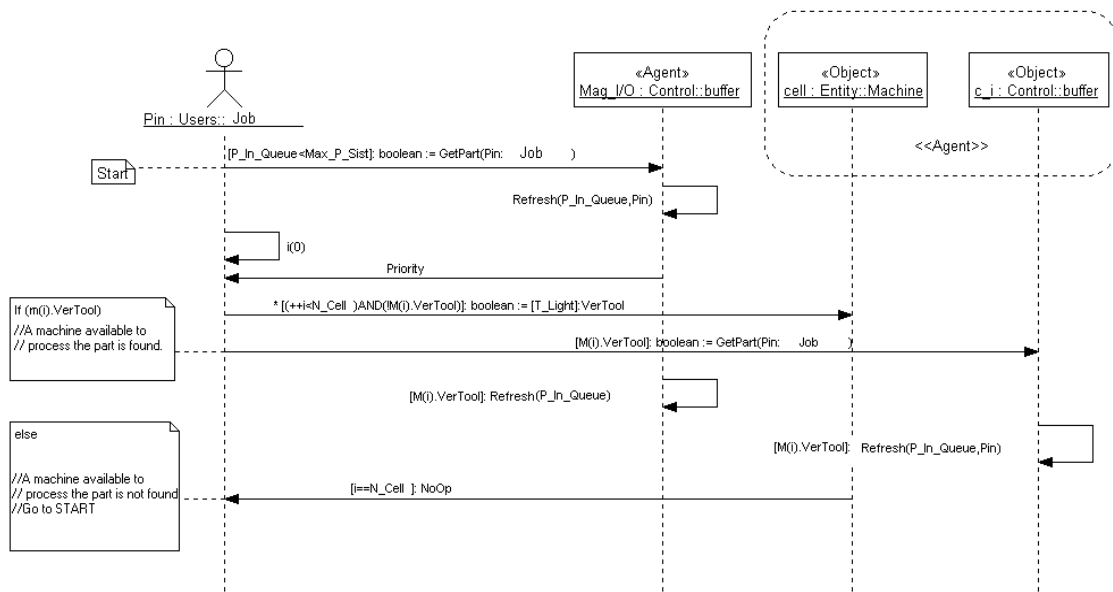 «Agent»
Mag_I/O : Control::buffer
«Object»
cell : Entity::Machine
«Object»
c_i : Control::buffer
Pin : Users:: Job
<<Agent>>
Start
[P_In_Queue<Max_P_Sist]: boolean := GetPart(Pin: Job )
Refresh(P_In_Queue,Pin)
i(0)
Priority
If (m(i).VerTool)
//A machine available to
// process the part is found.
* [(++i<N_Cell )AND(!M(i).VerTool)]: boolean := [T_Light]:VerTool
[M(i).VerTool]: boolean := GetPart(Pin: Job )
[M(i).VerTool]: Refresh(P_In_Queue)
else
//A machine available to
// process the part is not found
//Go to START
[M(i).VerTool]: Refresh(P_In_Queue,Pin)
[i==N_Cell ]: NoOp